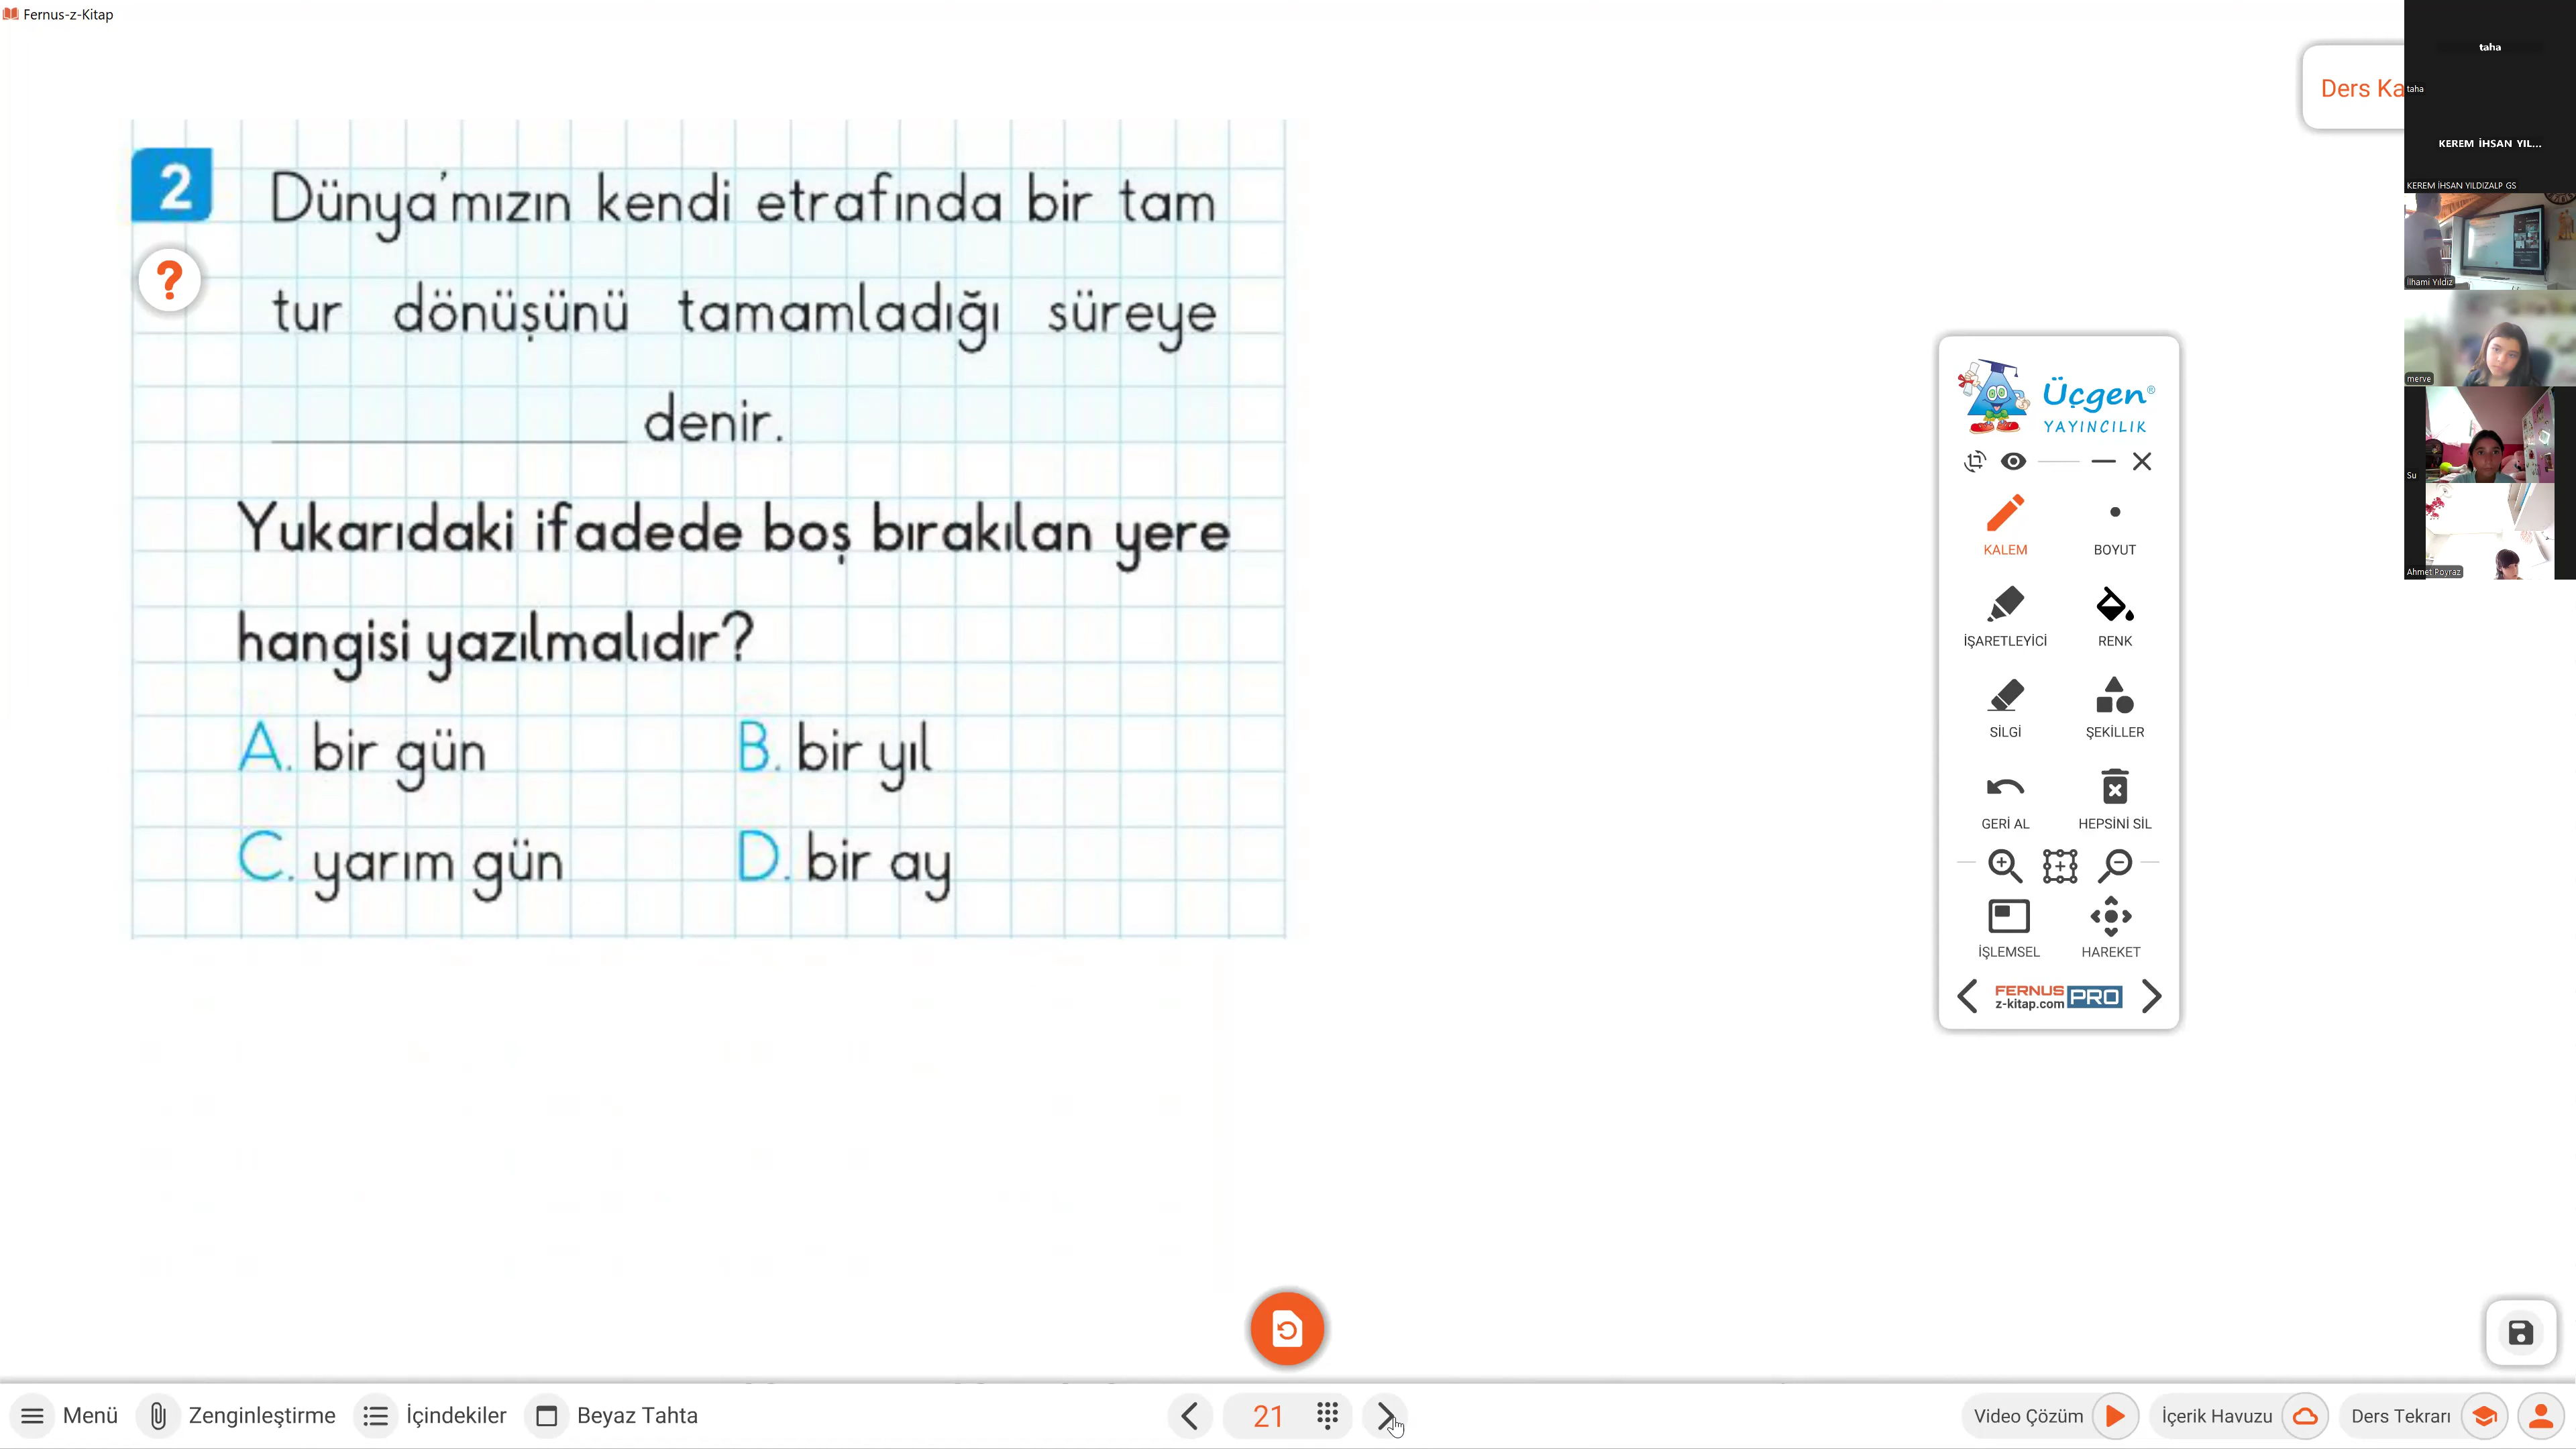 Fernus-z-Kitap
taha
Ders Ka
taha
KEREM İHSAN YIL...
KEREM İHSAN YILDIZALP GS
2
Dünya'mızın kendi etrafında bir tam
tur dönüşünü tamamladığı süreye
denir.
?
İlhami Yıldız
merve
Su
Ahmet Poyraz
Yukarıdaki ifadede boş bırakılan yere
hangisi yazılmalıdır?
A. bir gün
B. bir yıl
C. yarım gün
D. bir ay
Üçgen®
YAYINCILIK
KALEM
BOYUT
İŞARETLEYİCİ
RENK
SİLGİ
ŞEKİLLER
GERİ AL
HEPSİNİ SİL
İŞLEMSEL
HAREKET
FERNUS
z-kitap.com PRO
Menü
Zenginleştirme
İçindekiler
Beyaz Tahta
21
Video Çözüm
İçerik Havuzu
Ders Tekrarı